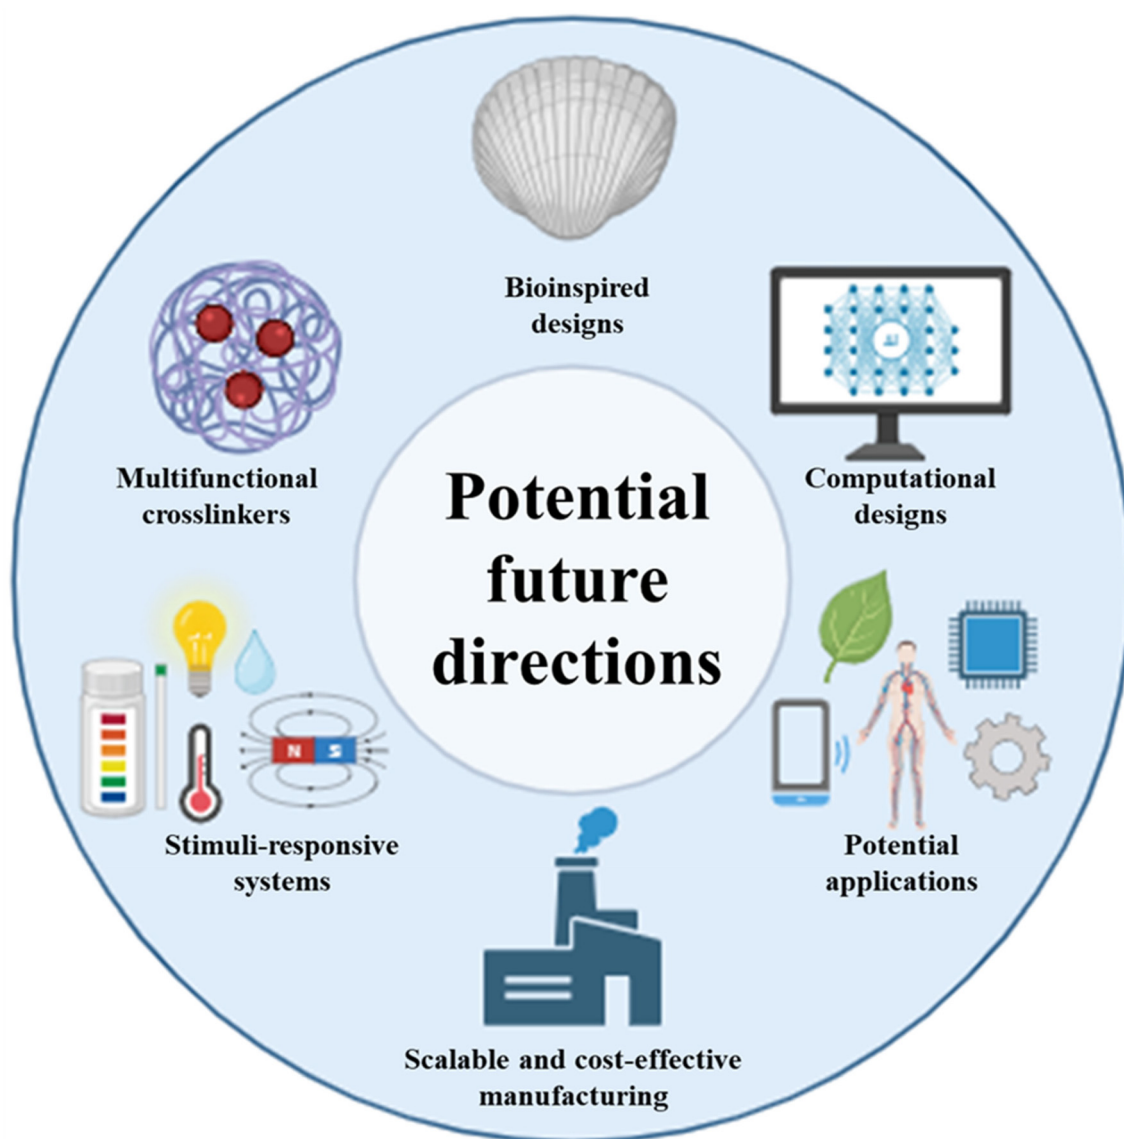 Bioinspired
designs
Multifunctional
crosslinkers
Computational
designs
Potential
future
directions
N S
Stimuli-responsive
systems
Potential
applications
Scalable and cost-effective
manufacturing